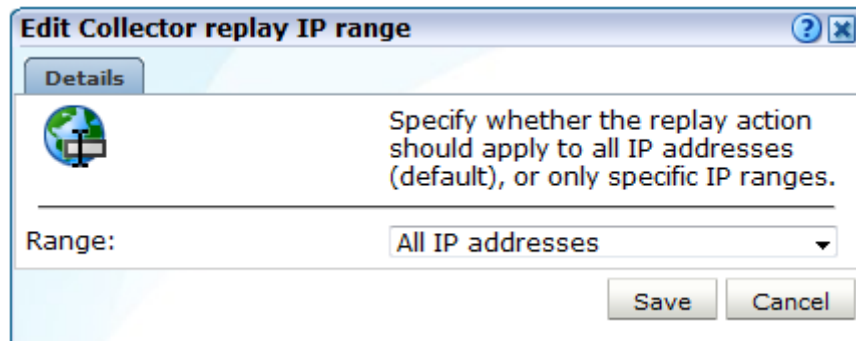 Edit Collector replay IP range
Details
Specify whether the replay action
should apply to all IP addresses
(default), or only specific IP ranges.
Range:
All IP addresses
Save
Cancel